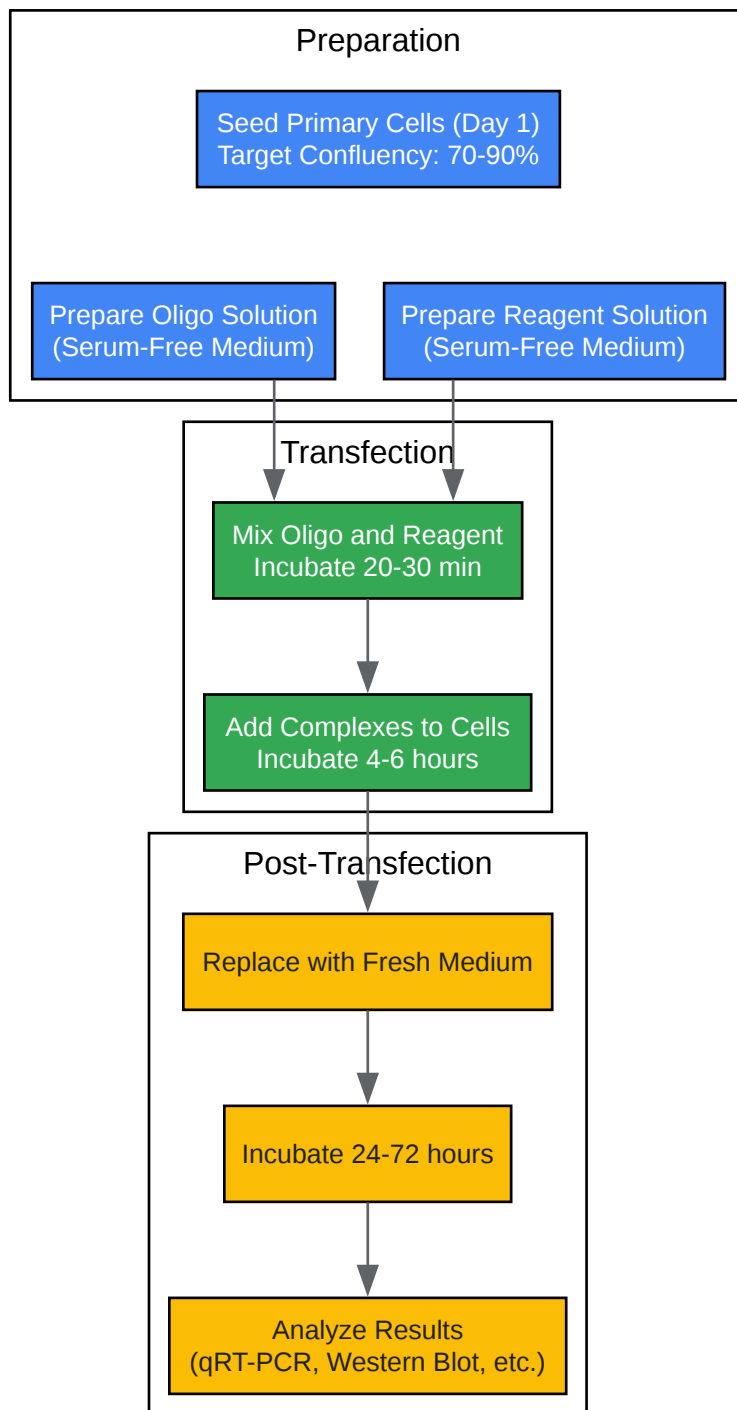 Preparation
Seed Primary Cells (Day 1)
Target Confluency: 70-90%
Prepare Oligo Solution
(Serum-Free Medium)
Prepare Reagent Solution
(Serum-Free Medium)
Transfection
Mix Oligo and Reagent
Incubate 20-30 min
Add Complexes to Cells
Incubate 4-6 hours
Post-Transfection
Replace with Fresh Medium
Incubate 24-72 hours
Analyze Results
(qRT-PCR, Western Blot, etc.)